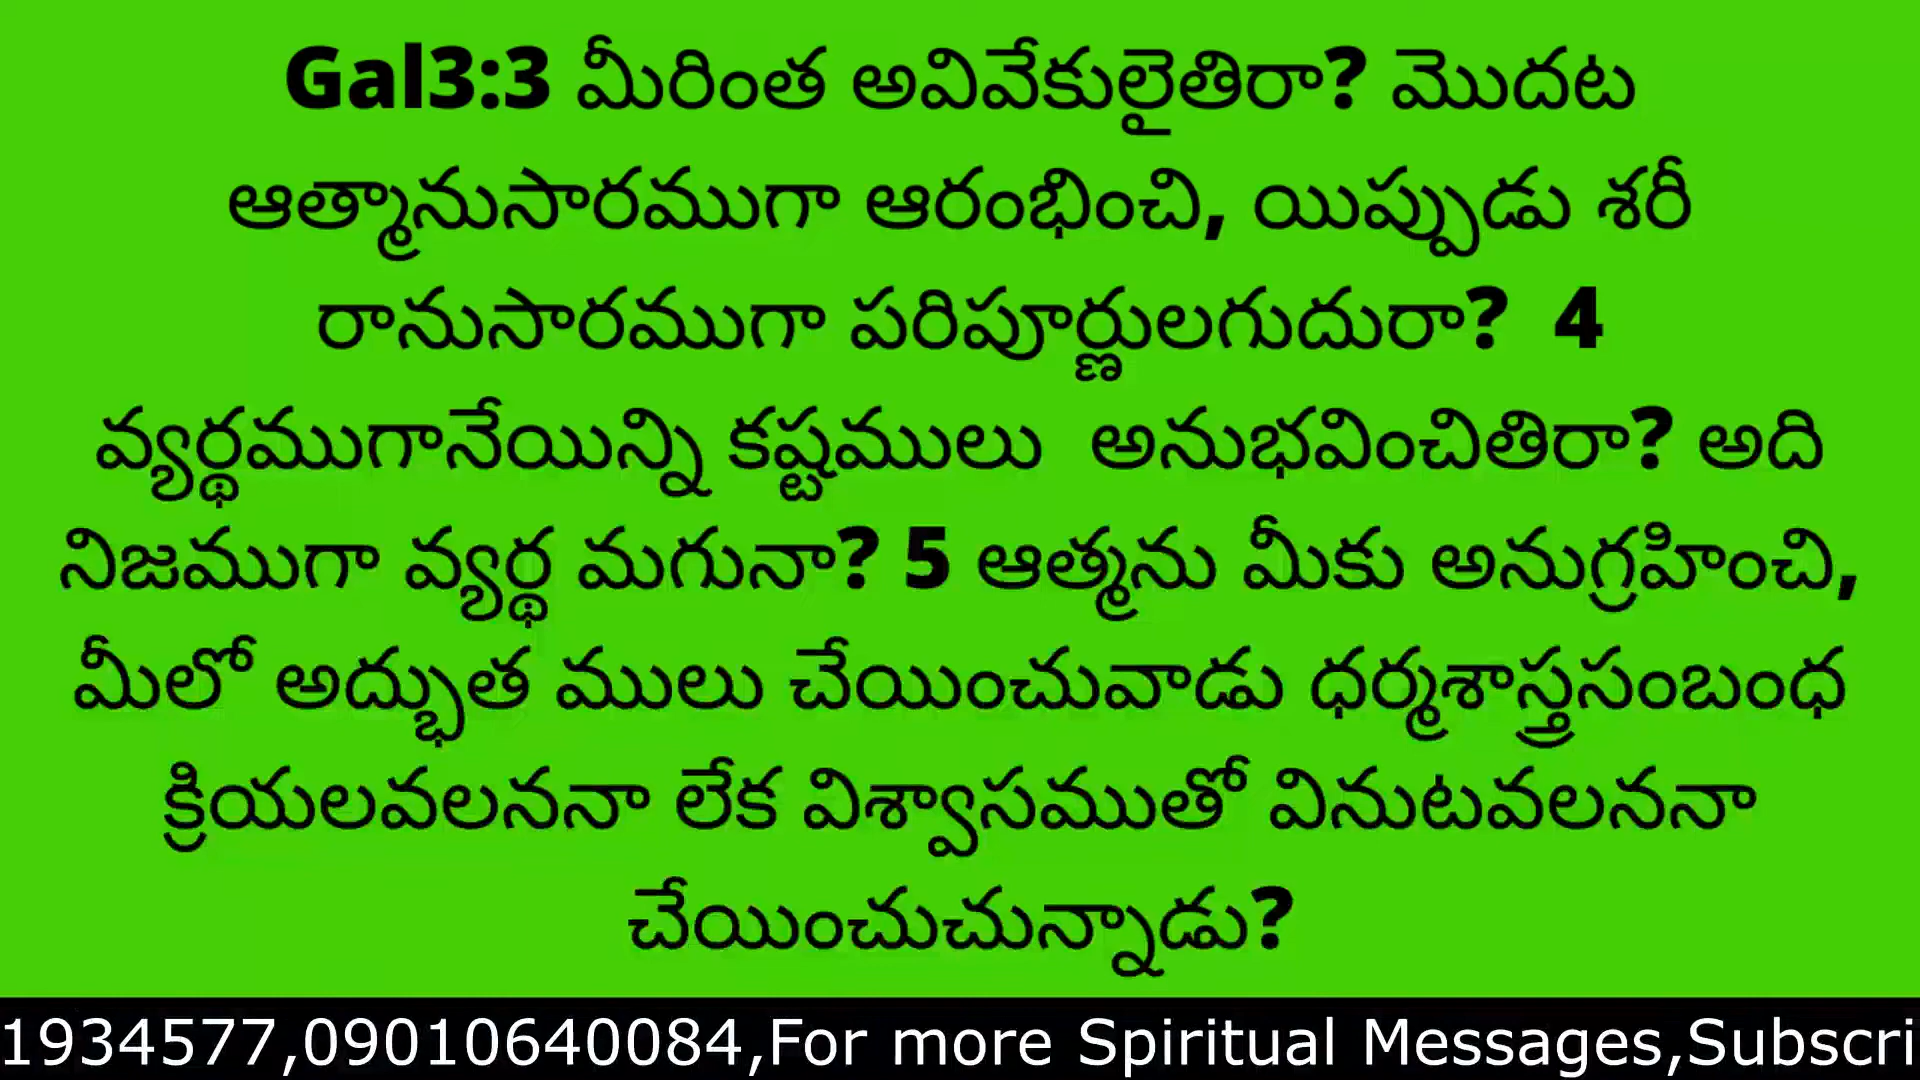 Gal3:3 మీరింత అవివేకులైతిరా? మొదట
ఆత్మానుసారముగా ఆరంభించి, యిప్పుడు శరీ
రానుసారముగా పరిపూర్ణులగుదురా? 4
వ్యర్థముగానేయిన్ని కష్టములు అనుభవించితిరా? అది
నిజముగా వ్యర్థ మగునా? 5 ఆత్మను మీకు అనుగ్రహించి,
మీలో అద్భుత ములు చేయించువాడు ధర్మశాస్త్రసంబంధ
క్రియలవలననా లేక విశ్వాసముతో వినుటవలననా
చేయించుచున్నాడు?
1934577,09010640084,For more Spiritual Messages,Subscri